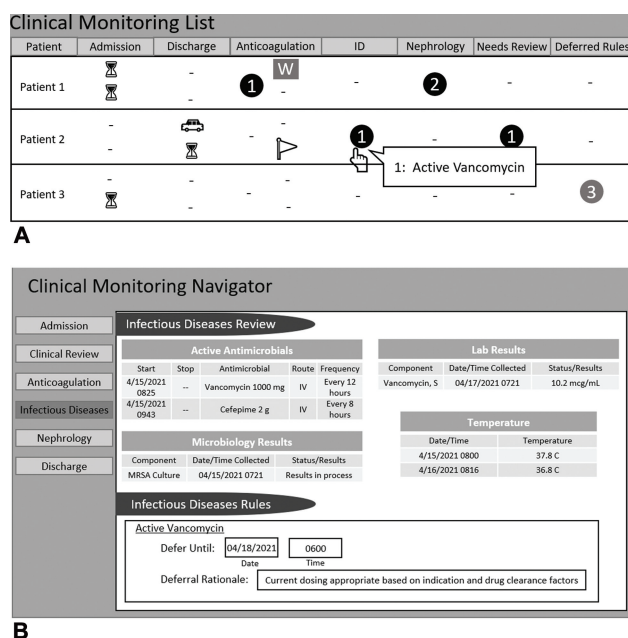 Clinical Monitoring List
Patient Admission Discharge Anticoagulation ID Nephrology Needs Review Deferred Rules
Patient 1 - 1 W - - 2 - -
-
Patient 2 - - - 1 - 1 -
-
1: Active Vancomycin
Patient 3 - - - - - - - 3
- -
A
Clinical Monitoring Navigator
Admission
Clinical Review
Anticoagulation
Infectious Diseases
Nephrology
Discharge
Infectious Diseases Review
Active Antimicrobials
Start Stop Antimicrobial Route Frequency
4/15/2021 0825 -- Vancomycin 1000 mg IV Every 12 hours
4/15/2021 0943 -- Cefepime 2 g IV Every 8 hours
Microbiology Results
Component Date/Time Collected Status/Results
MRSA Culture 04/15/2021 0721 Results in process
Lab Results
Component Date/Time Collected Status/Results
Vancomycin, S 04/17/2021 0721 10.2 mcg/mL
Temperature
Date/Time Temperature
4/15/2021 0800 37.8 C
4/16/2021 0816 36.8 C
Infectious Diseases Rules
Active Vancomycin
Defer Until: 04/18/2021 0600
Date Time
Deferral Rationale: Current dosing appropriate based on indication and drug clearance factors
B